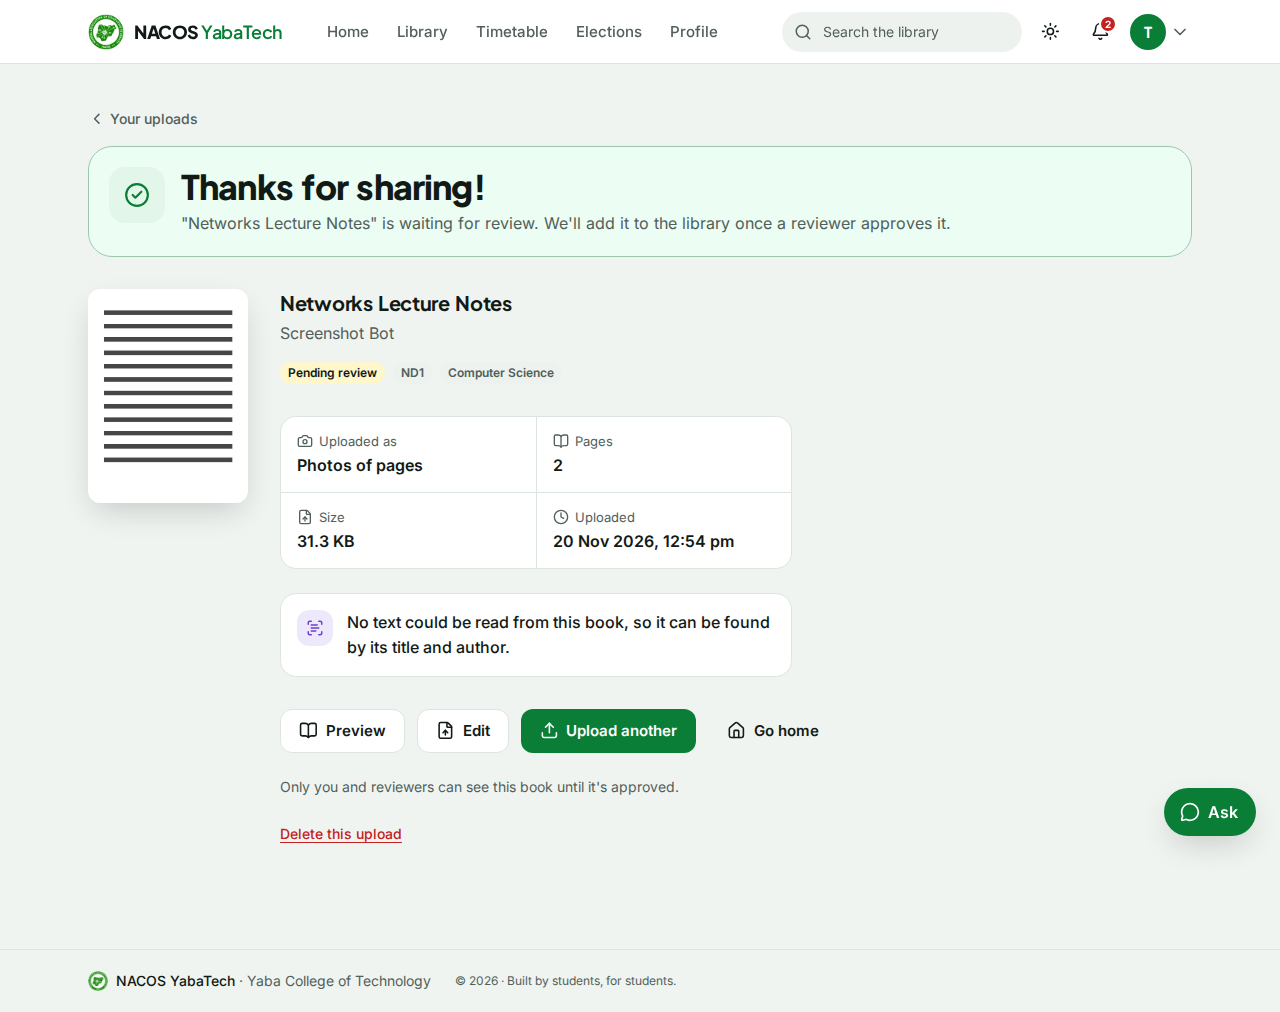 NACOS YabaTech
Home
Library
Timetable
Elections
Profile
Search the library
2
T
Your uploads
Thanks for sharing!
"Networks Lecture Notes" is waiting for review. We'll add it to the library once a reviewer approves it.
Networks Lecture Notes
Screenshot Bot
Pending review
ND1
Computer Science
Uploaded as
Photos of pages
Pages
2
Size
31.3 KB
Uploaded
20 Nov 2026, 12:54 pm
No text could be read from this book, so it can be found
by its title and author.
Preview
Edit
Upload another
Go home
Only you and reviewers can see this book until it's approved.
Delete this upload
Ask
NACOS YabaTech · Yaba College of Technology
© 2026 · Built by students, for students.